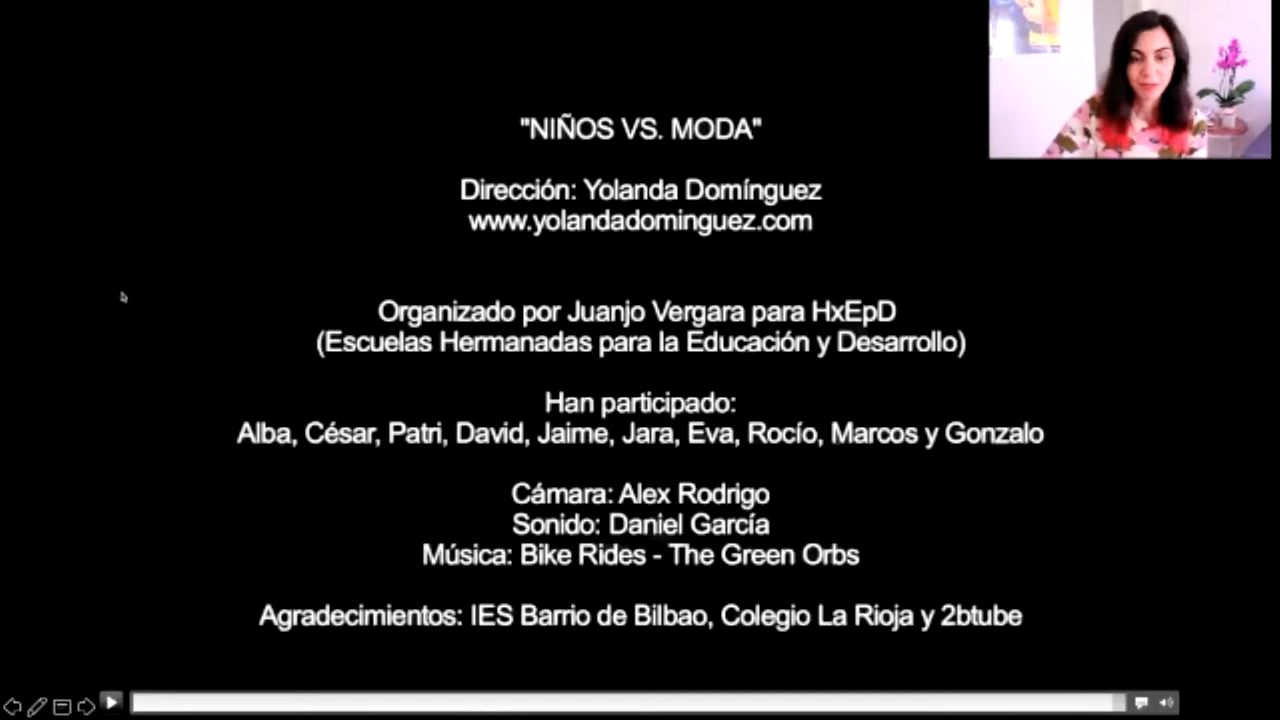 "NIÑOS VS. MODA"
Dirección: Yolanda Domínguez
www.yolandadominguez.com
Organizado por Juanjo Vergara para HxEpD
(Escuelas Hermanadas para la Educación y Desarrollo)
Han participado:
Alba, César, Patri, David, Jaime, Jara, Eva, Rocío, Marcos y Gonzalo
Cámara: Alex Rodrigo
Sonido: Daniel García
Música: Bike Rides - The Green Orbs
Agradecimientos: IES Barrio de Bilbao, Colegio La Rioja y 2btube